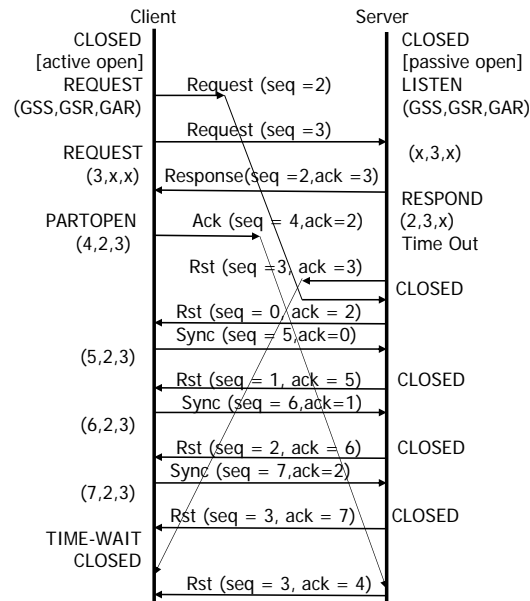 Client Server
CLOSED CLOSED
[active open] [passive open]
REQUEST Request (seq =2) LISTEN
(GSS,GSR,GAR) (GSS,GSR,GAR)
Request (seq =3)
REQUEST (x,3,x)
(3,x,x) Response(seq =2,ack =3)
RESPOND
PARTOPEN Ack (seq = 4,ack=2) (2,3,x)
(4,2,3) Time Out
Rst (seq =3, ack =3)
CLOSED
Rst (seq = 0, ack = 2)
Sync (seq = 5,ack=0)
(5,2,3)
Rst (seq = 1, ack = 5) CLOSED
Sync (seq = 6,ack=1)
(6,2,3)
Rst (seq = 2, ack = 6) CLOSED
Sync (seq = 7,ack=2)
(7,2,3)
Rst (seq = 3, ack = 7) CLOSED
TIME-WAIT
CLOSED
Rst (seq = 3, ack = 4)